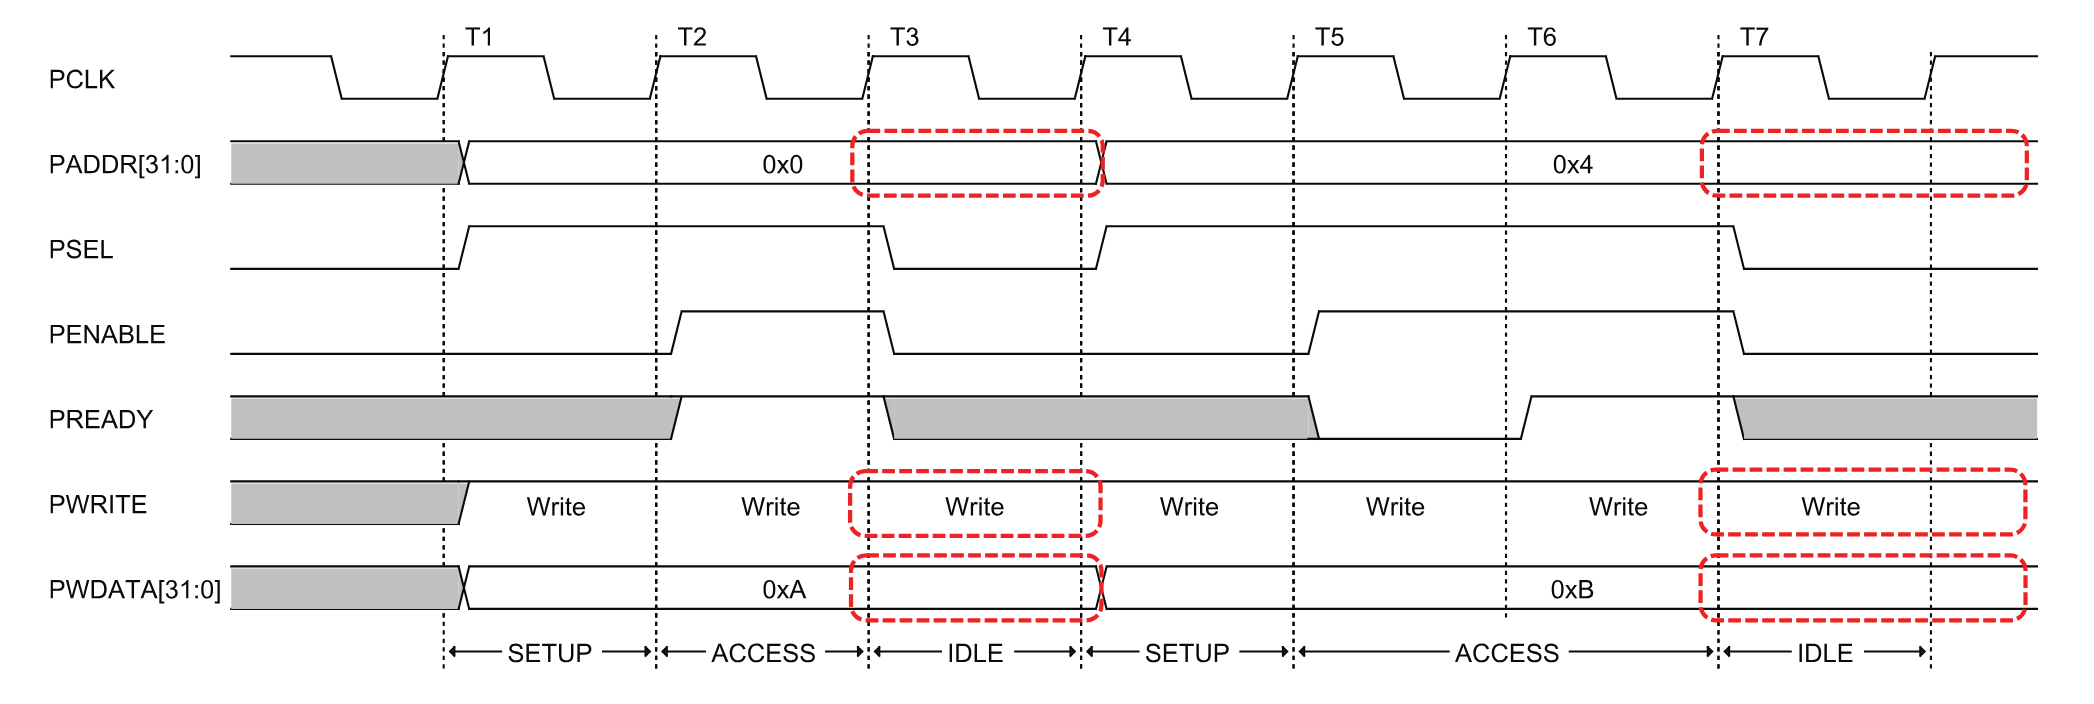 T1 T2 T3 T4 T5 T6 T7
PCLK
PADDR[31:0] 0x0 0x4
PSEL
PENABLE
PREADY
PWRITE Write Write Write Write Write Write Write
PWDATA[31:0] 0xA 0xB
SETUP ACCESS IDLE SETUP ACCESS IDLE